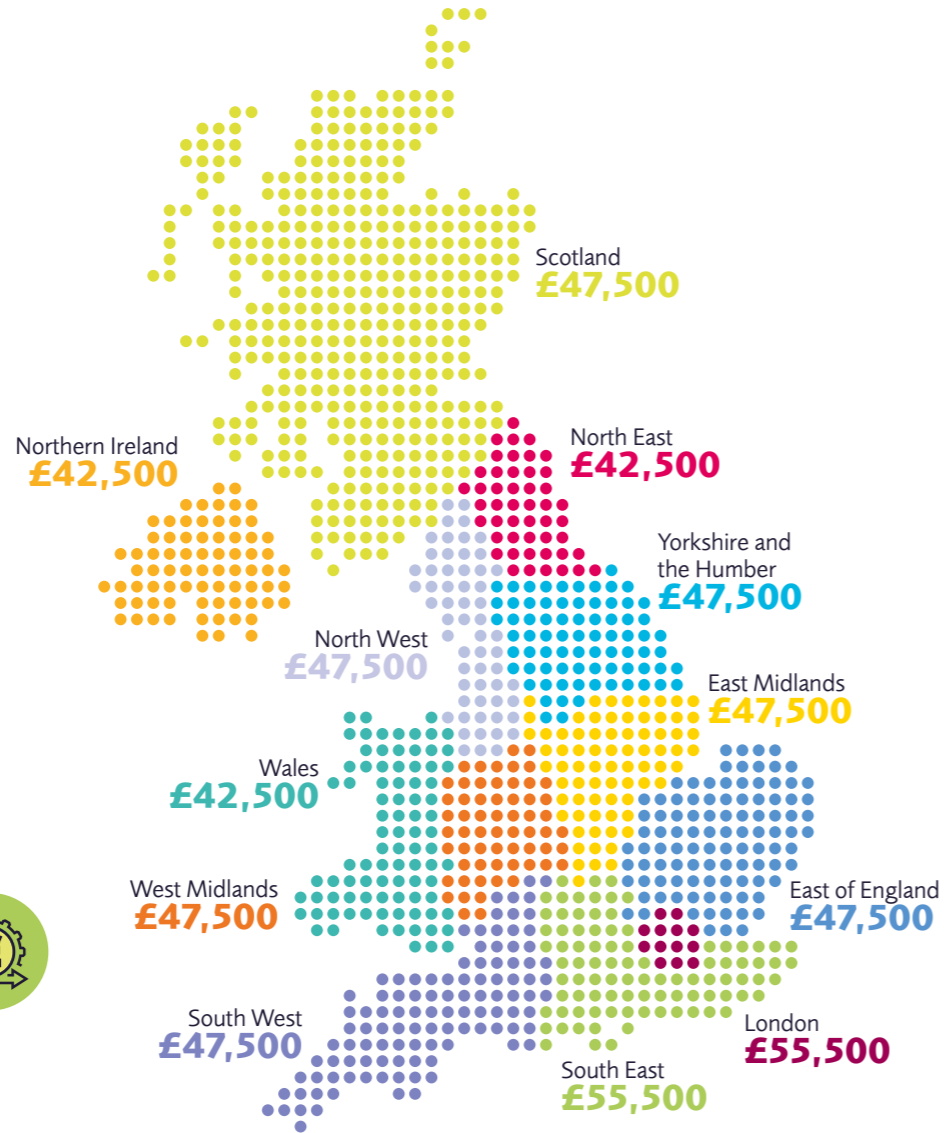 Scotland
£47,500
Northern Ireland
£42,500
North East
£42,500
Yorkshire and
the Humber
£47,500
North West
£47,500
East Midlands
£47,500
Wales
£42,500
West Midlands
£47,500
East of England
£47,500
South West
£47,500
London
£55,500
South East
£55,500